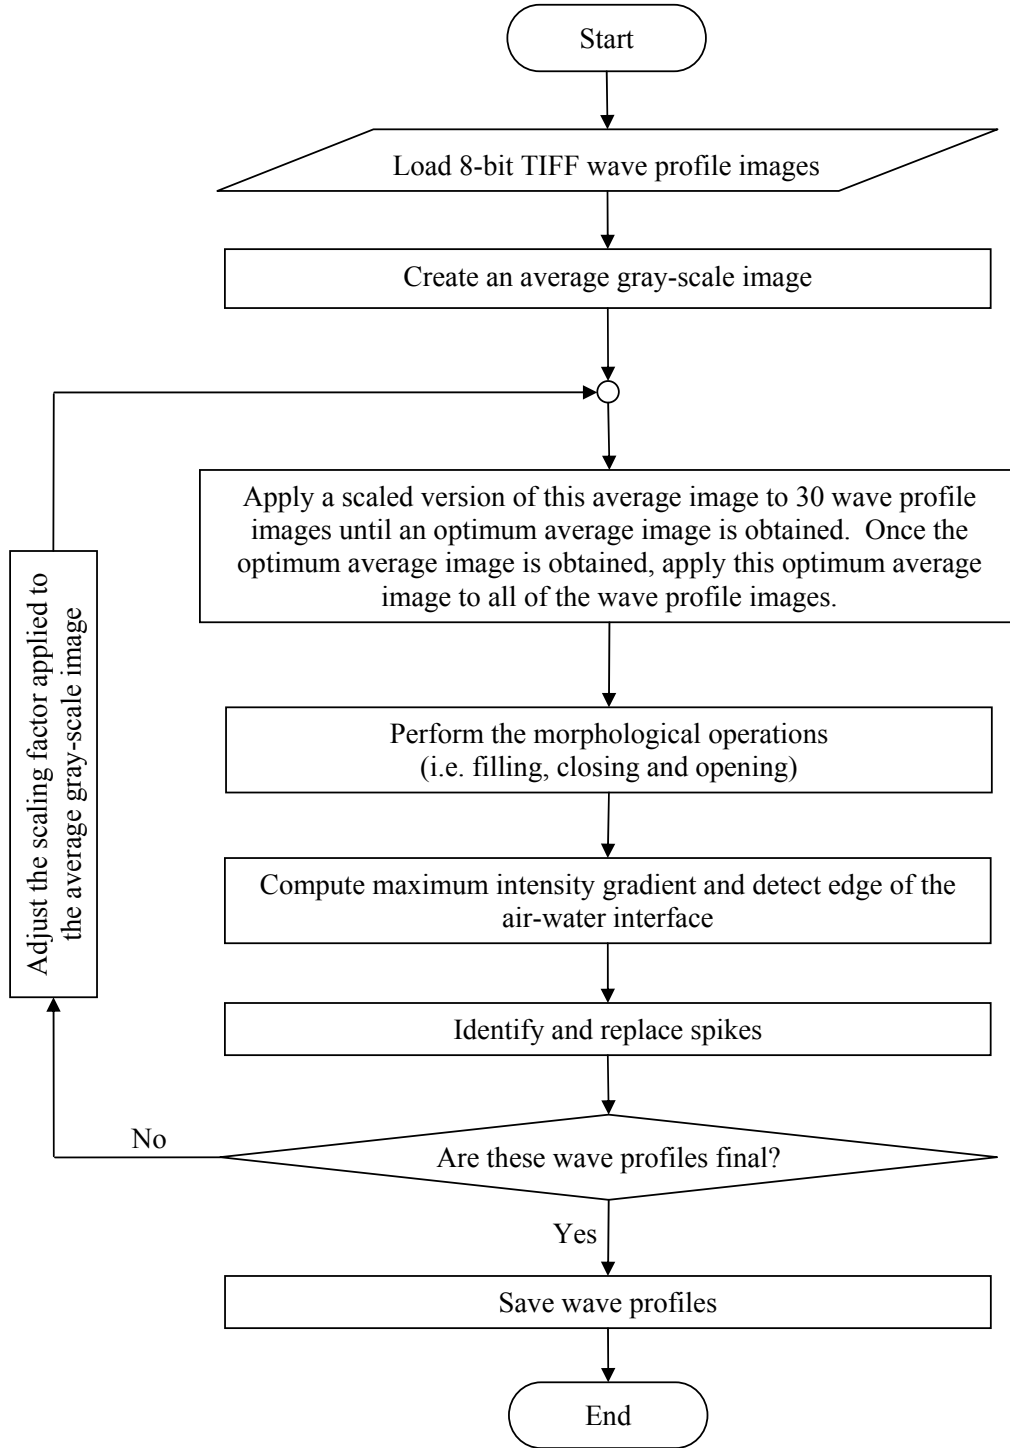 Start
Load 8-bit TIFF wave profile images
Create an average gray-scale image
Apply a scaled version of this average image to 30 wave profile
images until an optimum average image is obtained.  Once the
optimum average image is obtained, apply this optimum average
image to all of the wave profile images.
Adjust the scaling factor applied to
the average gray-scale image
Perform the morphological operations
(i.e. filling, closing and opening)
Compute maximum intensity gradient and detect edge of the
air-water interface
Identify and replace spikes
No
Are these wave profiles final?
Yes
Save wave profiles
End